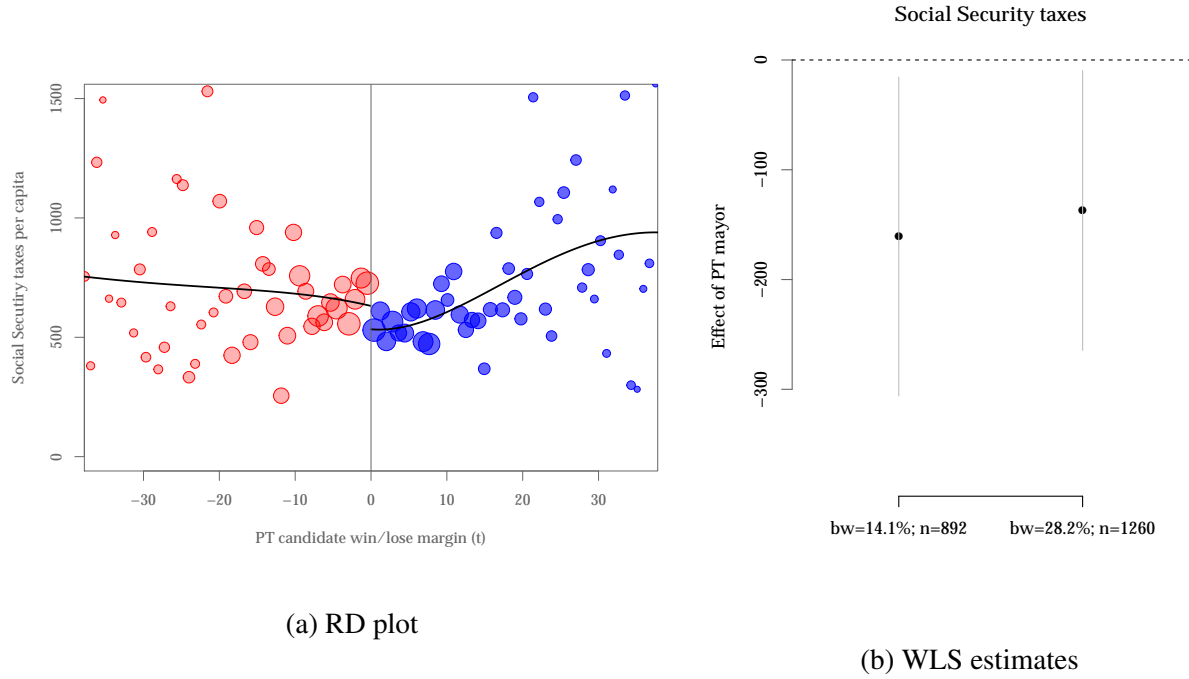 Social Secutirty taxes per capita
1500
1000
500
0
−30 −20 −10 0 10 20 30
PT candidate win/lose margin (t)
(a) RD plot
Social Security taxes
Effect of PT mayor
0
−100
−200
−300
bw=14.1%; n=892 bw=28.2%; n=1260
(b) WLS estimates